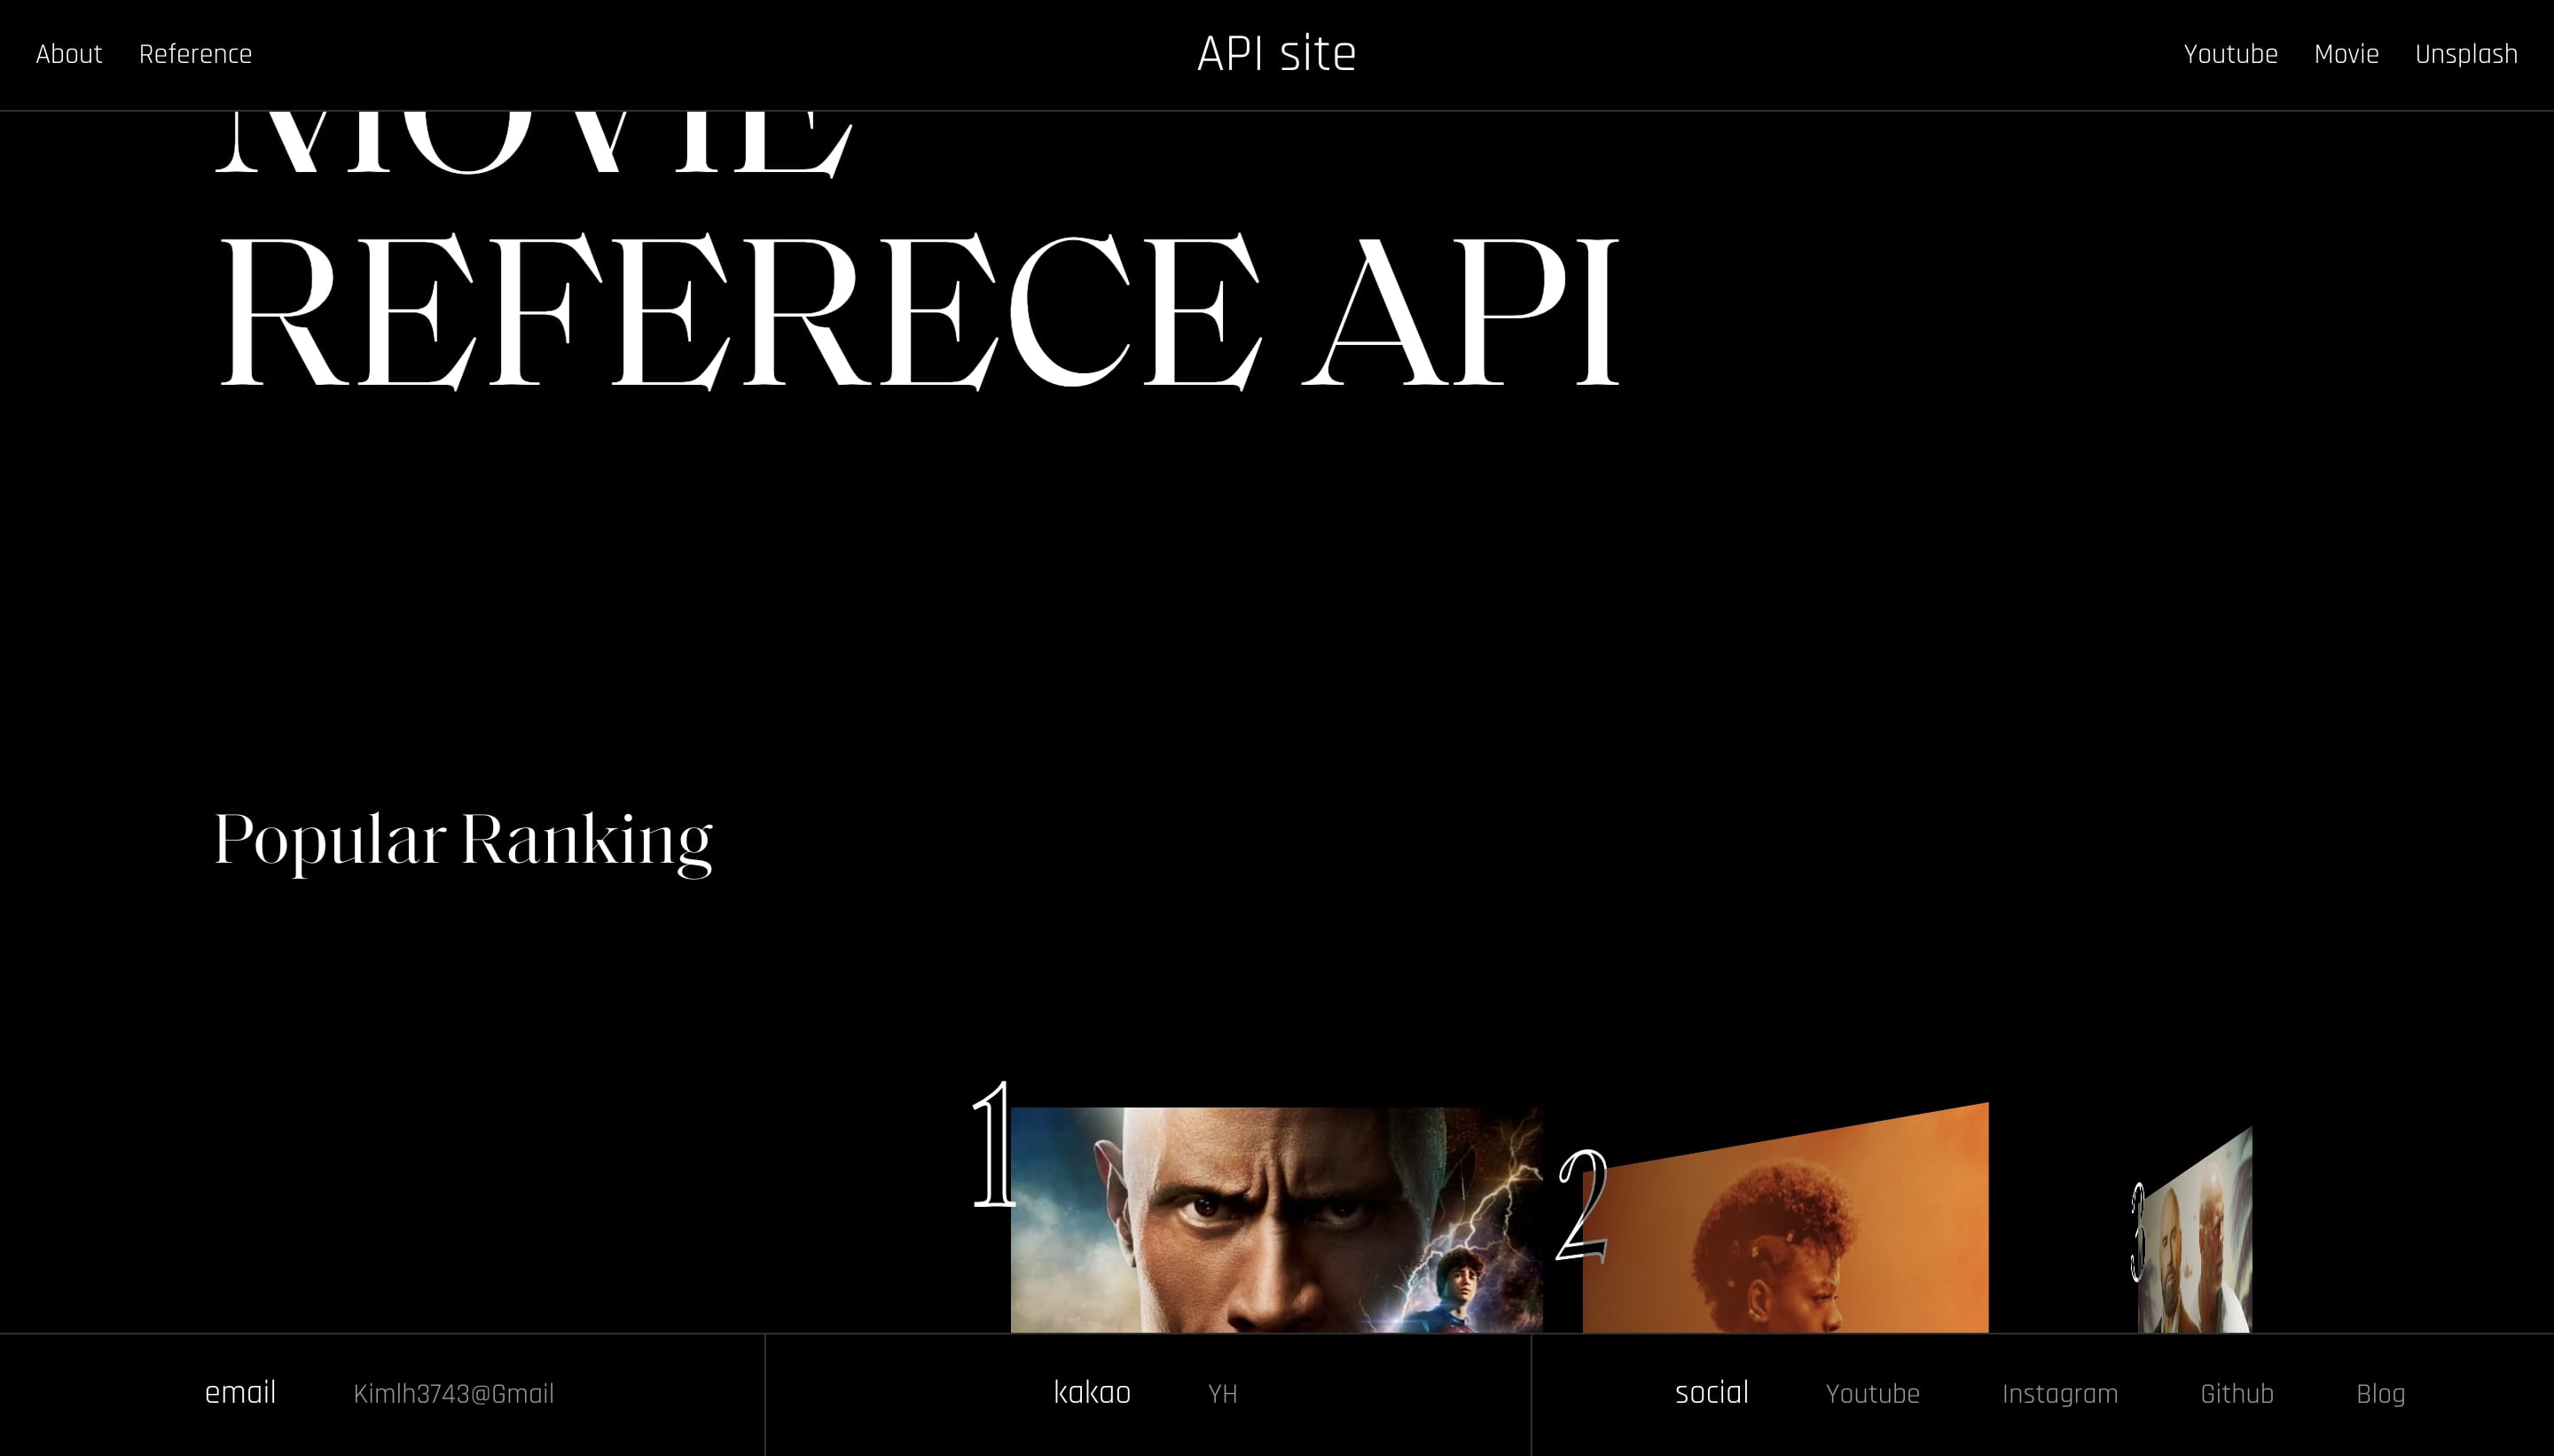 About Reference API site Youtube Movie Unsplash
MOVIE
REFERECE API
Popular Ranking
1
2
3
email Kimlh3743@Gmail kakao YH social Youtube Instagram Github Blog